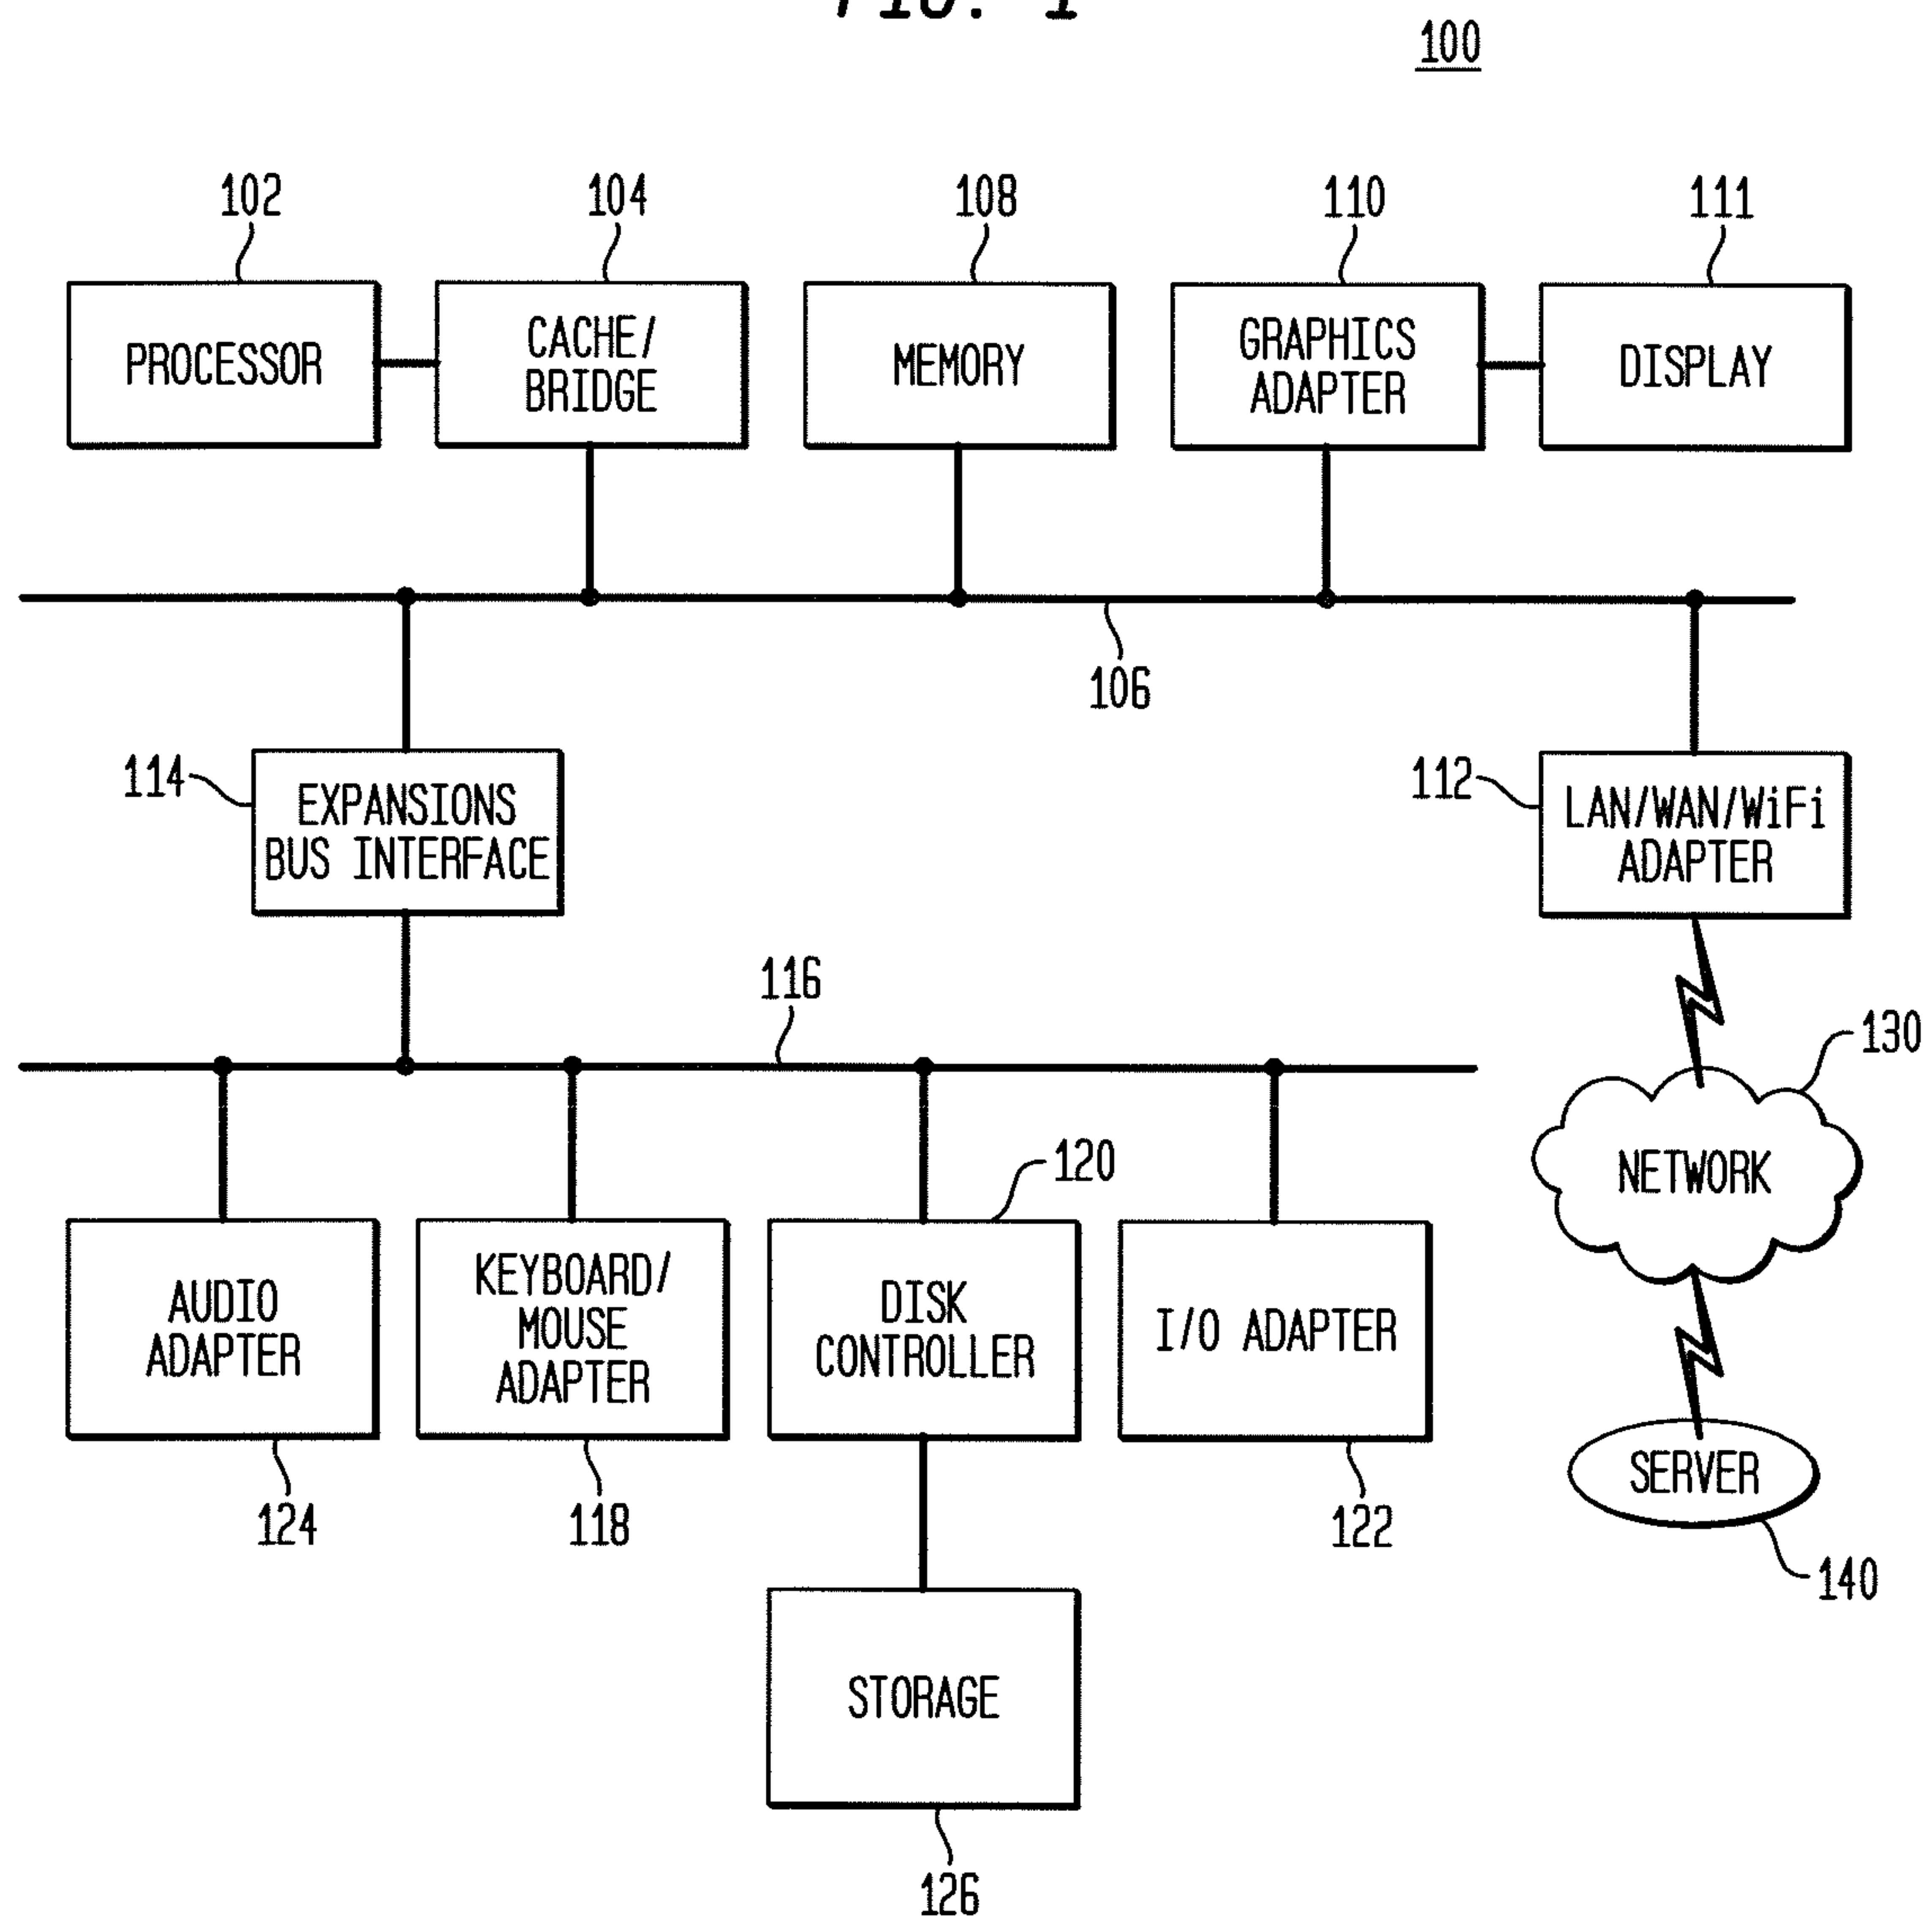 FIG. 1
100
102
104
108
110
111
PROCESSOR
CACHE/
BRIDGE
MEMORY
GRAPHICS
ADAPTER
DISPLAY
106
114
EXPANSIONS
BUS INTERFACE
112
LAN/WAN/WiFi
ADAPTER
116
130
NETWORK
120
AUDIO
ADAPTER
KEYBOARD/
MOUSE
ADAPTER
DISK
CONTROLLER
I/O ADAPTER
SERVER
124
118
122
140
STORAGE
126